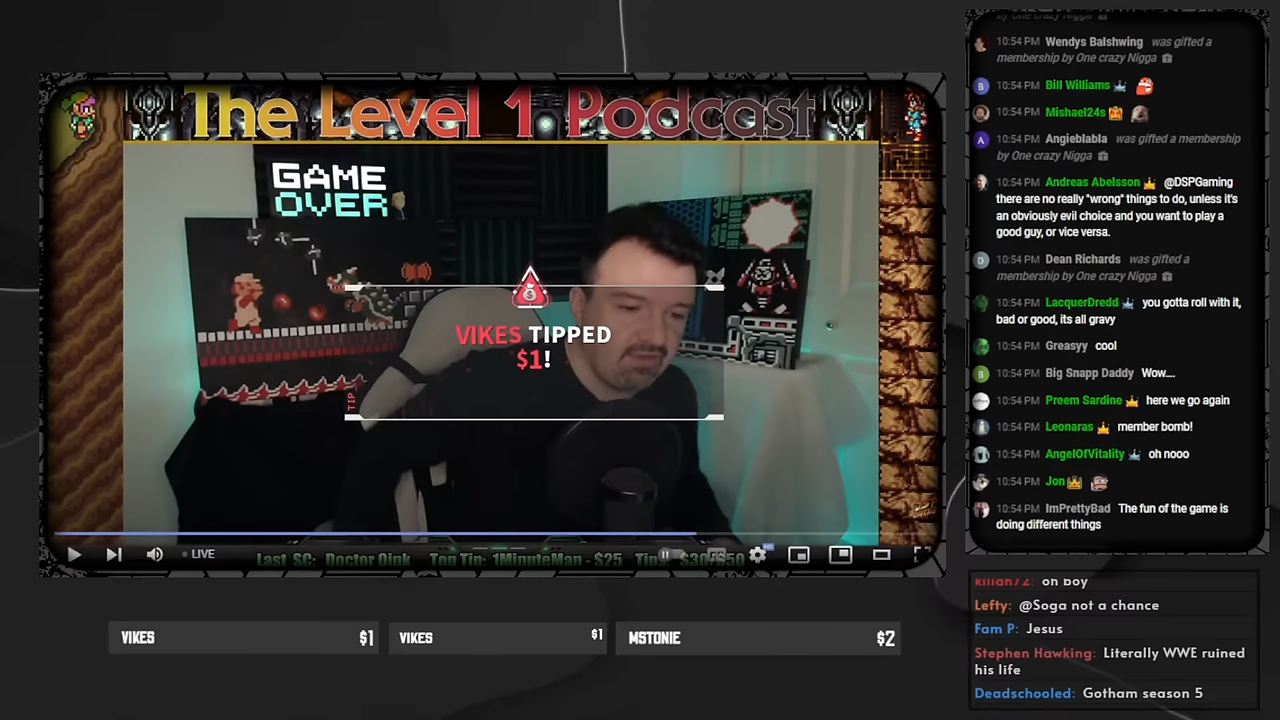 The Level 1 Podcast
GAME
OVER
VIKES TIPPED
$1!
TIP
LIVE
Last SC: Doctor Oink Top Tip: 1MinuteMan - $25
VIKES $1
VIKES $1
MSTONIE $2
by One crazy Nigga
10:54 PM Wendys Balshwing was gifted a
membership by One crazy Nigga
B 10:54 PM Bill Williams
10:54 PM Mishael24s
A 10:54 PM Angieblabla was gifted a membership
by One crazy Nigga
10:54 PM Andreas Abelsson @DSPGaming
there are no really "wrong" things to do, unless it's
an obviously evil choice and you want to play a
good guy, or vice versa.
D 10:54 PM Dean Richards was gifted a
membership by One crazy Nigga
10:54 PM LacquerDredd you gotta roll with it,
bad or good, its all gravy
10:54 PM Greasyy cool
B 10:54 PM Big Snapp Daddy Wow....
10:54 PM Preem Sardine here we go again
10:54 PM Leonaras member bomb!
10:54 PM AngelOfVitality oh nooo
10:54 PM Jon
10:54 PM ImPrettyBad The fun of the game is
doing different things
killah72: oh boy
Lefty: @Soga not a chance
Fam P: Jesus
Stephen Hawking: Literally WWE ruined
his life
Deadschooled: Gotham season 5